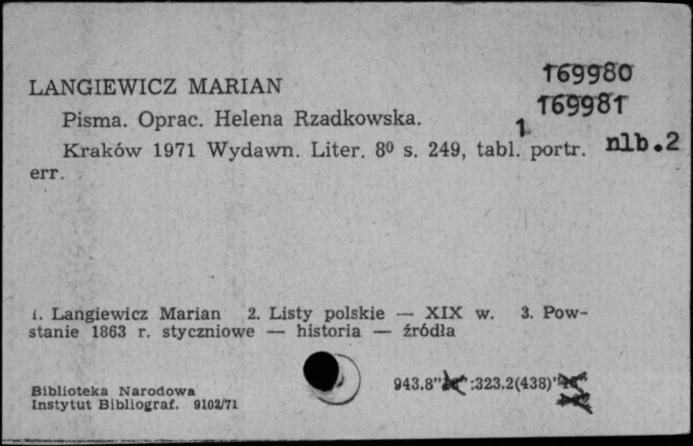 169980
LANGIEWICZ MARIAN
169981
Pisma. Oprac. Helena Rzadkowska.
1
Kraków 1971 Wydawn. Liter. 8⁰ s. 249, tabl. portr. nlb.2
err.
1. Langiewicz Marian 2. Listy polskie — XIX w. 3. Pow-
stanie 1863 r. styczniowe — historia — źródła
943.8" ":323.2(438)"
Biblioteka Narodowa
Instytut Bibliograf. 9102/71